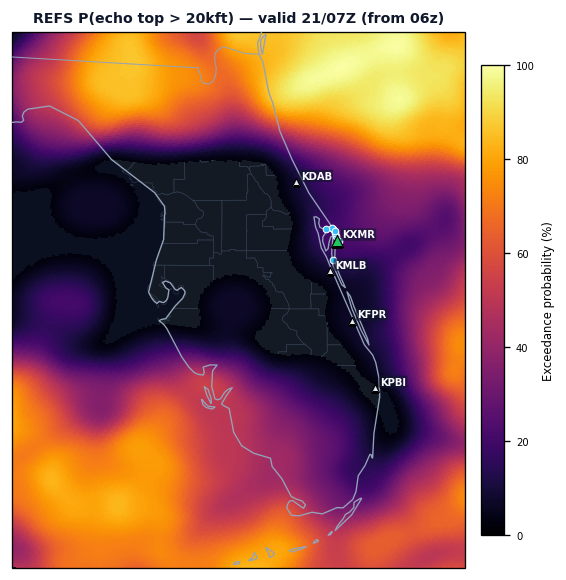 REFS P(echo top > 20kft) — valid 21/07Z (from 06z)
KDAB
KXMR
KMLB
KFPR
KPBI
100
80
60
40
20
0
Exceedance probability (%)